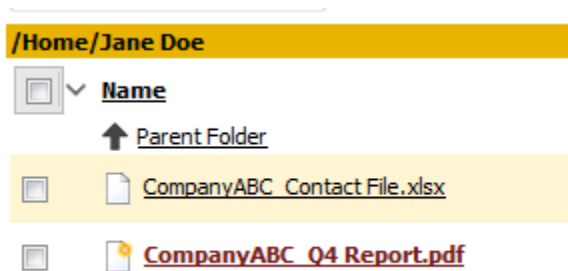 /Home/Jane Doe
Name
Parent Folder
CompanyABC_Contact File.xlsx
CompanyABC_Q4 Report.pdf